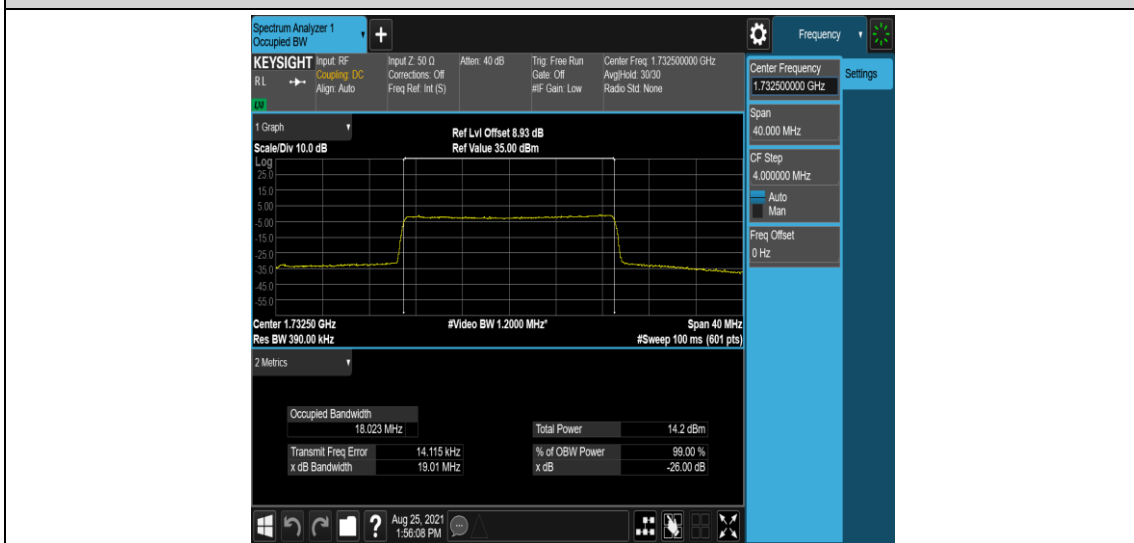 Spectrum Analyzer 1
Occupied BW
+
Frequency
KEYSIGHT
RL
LXI
Input: RF
Coupling: DC
Align: Auto
Input Z: 50 Ω
Corrections: Off
Freq Ref: Int (S)
Atten: 40 dB
Trig: Free Run
Gate: Off
#IF Gain: Low
Center Freq: 1.732500000 GHz
Avg|Hold: 30/30
Radio Std: None
Center Frequency
1.732500000 GHz
Settings
Span
40.000 MHz
CF Step
4.000000 MHz
Auto
Man
Freq Offset
0 Hz
1 Graph
Scale/Div 10.0 dB
Ref Lvl Offset 8.93 dB
Ref Value 35.00 dBm
Log
25.0
15.0
5.00
-5.00
-15.0
-25.0
-35.0
-45.0
-55.0
Center 1.73250 GHz
#Video BW 1.2000 MHz*
Span 40 MHz
Res BW 390.00 kHz
#Sweep 100 ms (601 pts)
2 Metrics
Occupied Bandwidth
18.023 MHz
Total Power 14.2 dBm
Transmit Freq Error 14.115 kHz
% of OBW Power 99.00 %
x dB Bandwidth 19.01 MHz
x dB -26.00 dB
?
Aug 25, 2021
1:56:08 PM